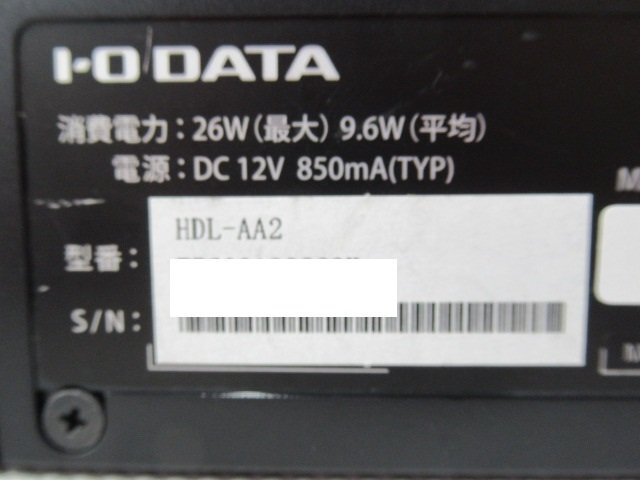 I-O DATA
消費電力：26W(最大) 9.6W(平均)
電源：DC 12V 850mA(TYP)
型番：HDL-AA2
S/N：